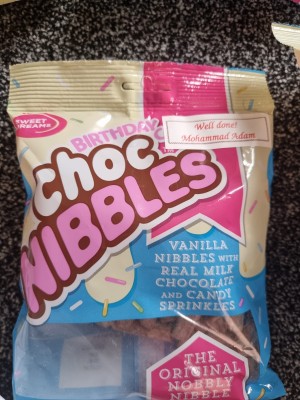 SWEET
DREAMS
BIRTHDAY
Well done!
Mohammad Adam
choc
NIBBLES
VANILLA
NIBBLES WITH
REAL MILK
CHOCOLATE
AND CANDY
SPRINKLES
THE
ORIGINAL
NOBBLY
NIBBLE